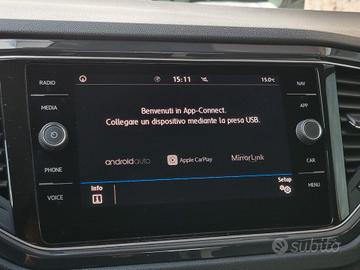 RADIO
15:11
15.0°C
NAV
MEDIA
APP
Benvenuti in App-Connect.
Collegare un dispositivo mediante la presa USB.
androidauto
Apple CarPlay
MirrorLink
PHONE
CAR
Info
Setup
VOICE
MENU
subito